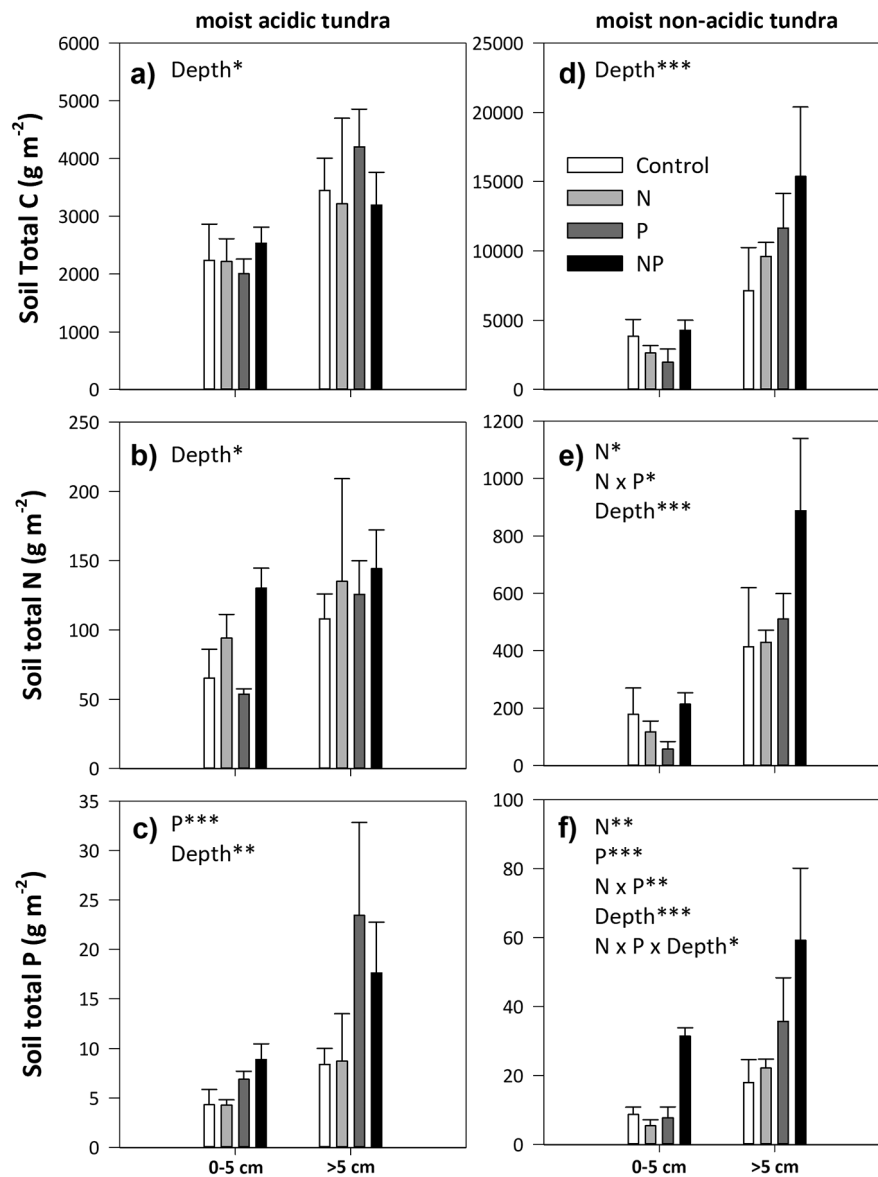 moist acidic tundra
moist non-acidic tundra
Soil Total C (g m⁻²)
6000
5000
4000
3000
2000
1000
0
a) Depth*
25000
20000
15000
10000
5000
0
d) Depth***
Control
N
P
NP
Soil total N (g m⁻²)
250
200
150
100
50
0
b) Depth*
1200
1000
800
600
400
200
0
e) N*
N x P*
Depth***
Soil total P (g m⁻²)
35
30
25
20
15
10
5
0
c) P***
Depth**
0-5 cm >5 cm
100
80
60
40
20
0
f) N**
P***
N x P**
Depth***
N x P x Depth*
0-5 cm >5 cm